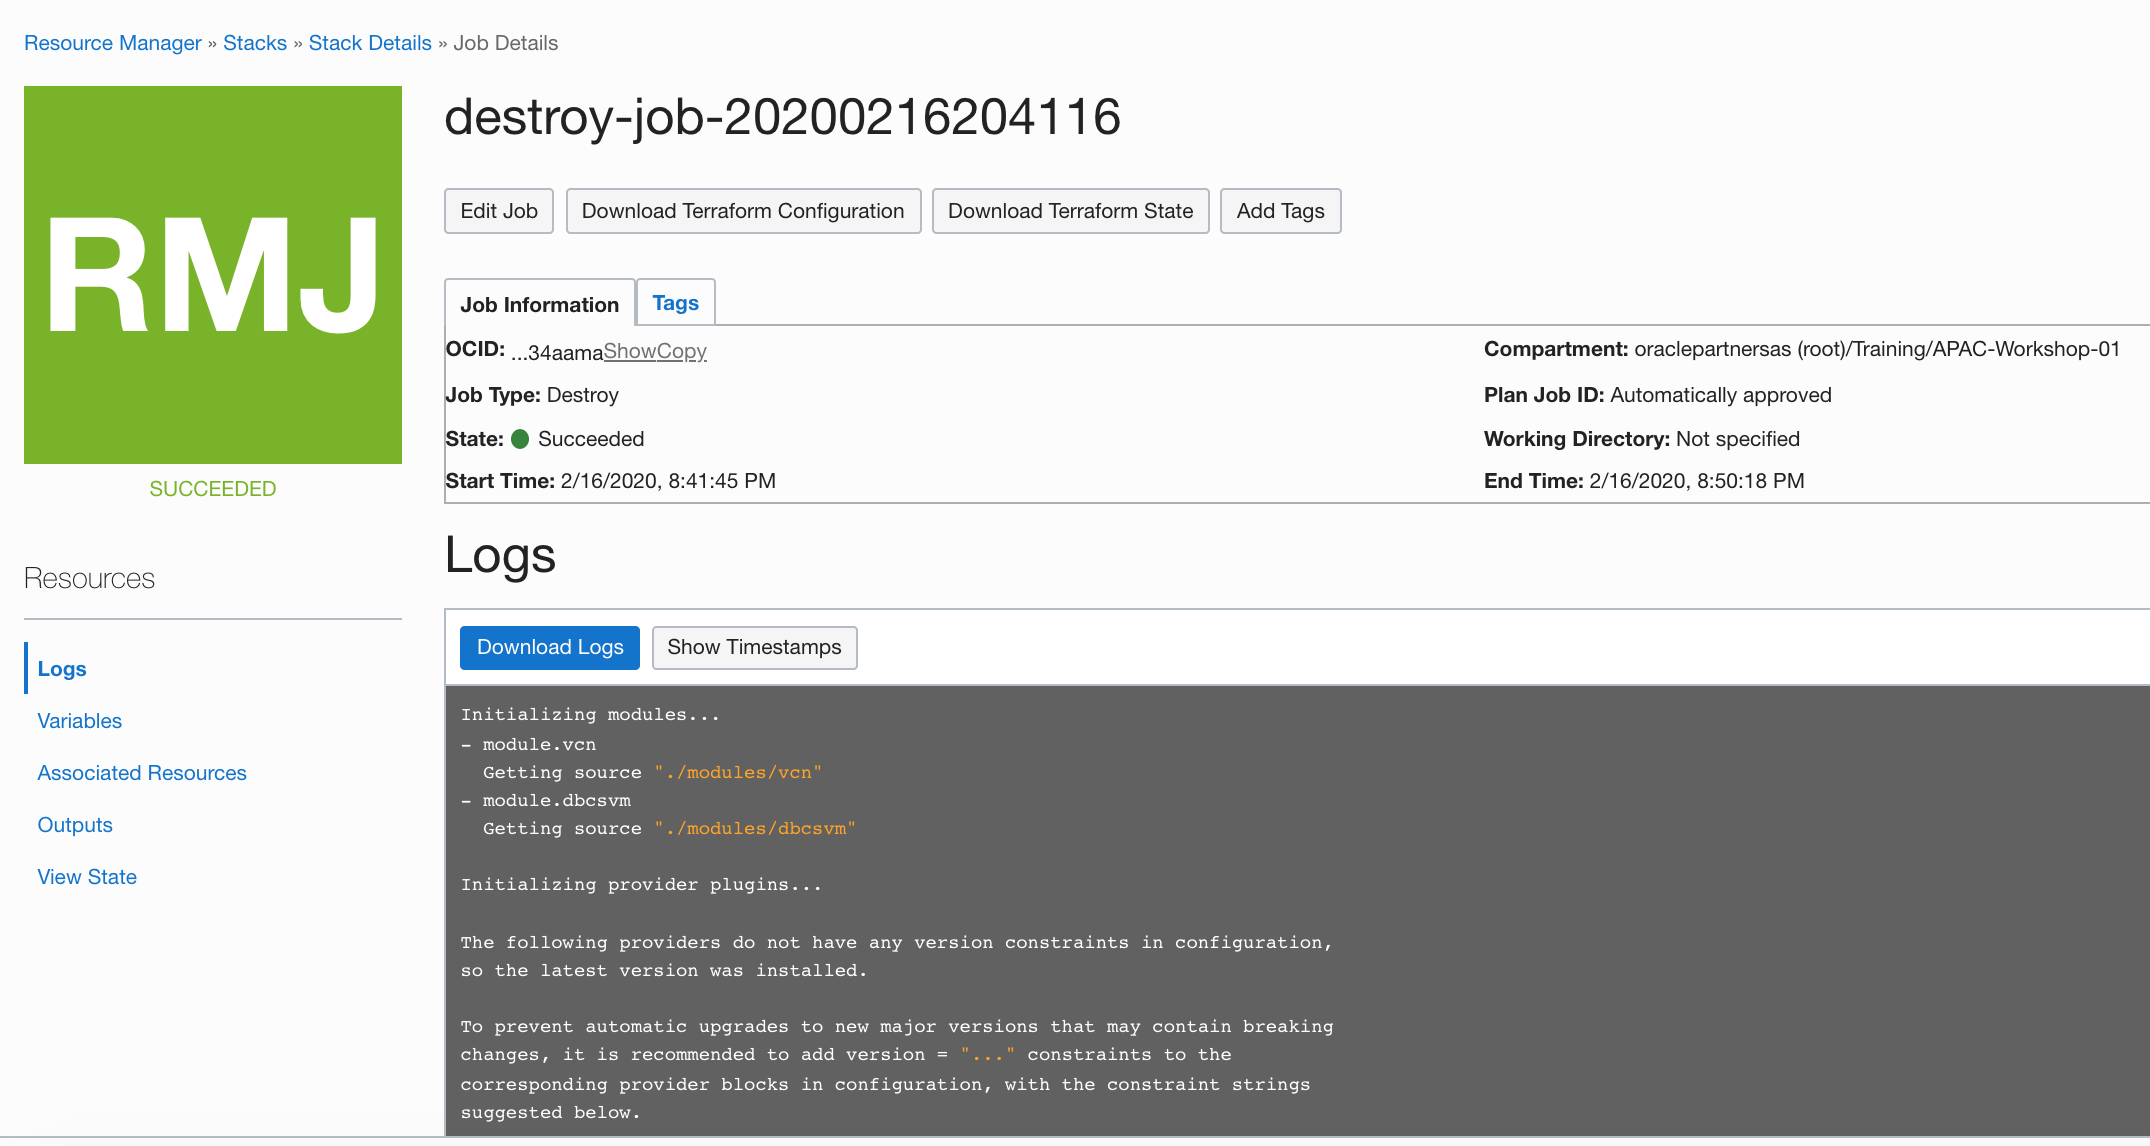 Resource Manager » Stacks » Stack Details » Job Details
RMJ
SUCCEEDED
destroy-job-20200216204116
Edit Job Download Terraform Configuration Download Terraform State Add Tags
Job Information Tags
OCID: ...34aamaShowCopy Compartment: oraclepartnersas (root)/Training/APAC-Workshop-01
Job Type: Destroy Plan Job ID: Automatically approved
State: Succeeded Working Directory: Not specified
Start Time: 2/16/2020, 8:41:45 PM End Time: 2/16/2020, 8:50:18 PM
Resources
Logs
Variables
Associated Resources
Outputs
View State
Logs
Download Logs Show Timestamps
Initializing modules...
- module.vcn
Getting source "./modules/vcn"
- module.dbcsvm
Getting source "./modules/dbcsvm"
Initializing provider plugins...
The following providers do not have any version constraints in configuration,
so the latest version was installed.
To prevent automatic upgrades to new major versions that may contain breaking
changes, it is recommended to add version = "..." constraints to the
corresponding provider blocks in configuration, with the constraint strings
suggested below.